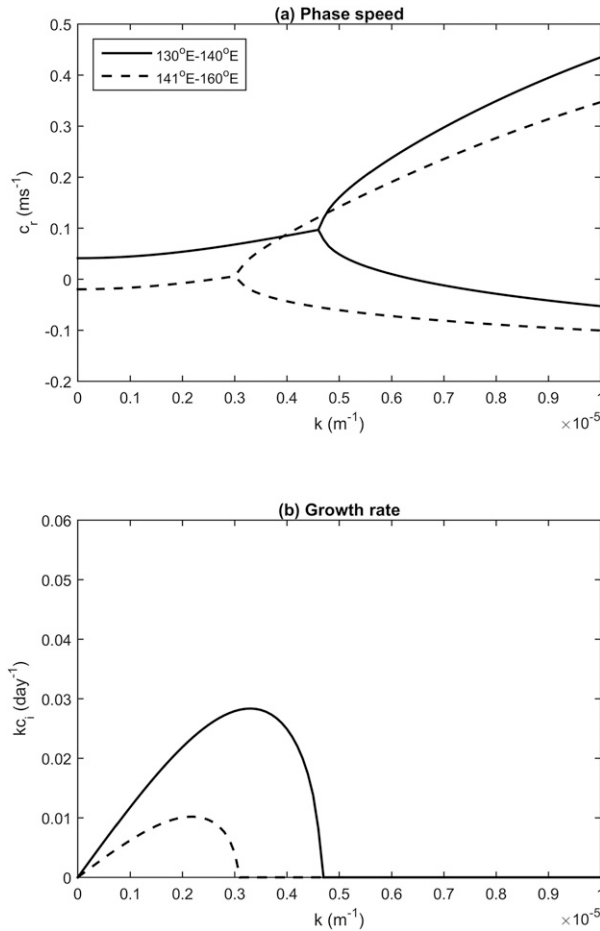 (a) Phase speed
0.5
0.4
0.3
0.2
0.1
0
-0.1
-0.2
c_r (ms⁻¹)
130°E-140°E
141°E-160°E
0 0.1 0.2 0.3 0.4 0.5 0.6 0.7 0.8 0.9 1
k (m⁻¹)
×10⁻⁵
(b) Growth rate
0.06
0.05
0.04
0.03
0.02
0.01
0
kc_i (day⁻¹)
0 0.1 0.2 0.3 0.4 0.5 0.6 0.7 0.8 0.9 1
k (m⁻¹)
×10⁻⁵